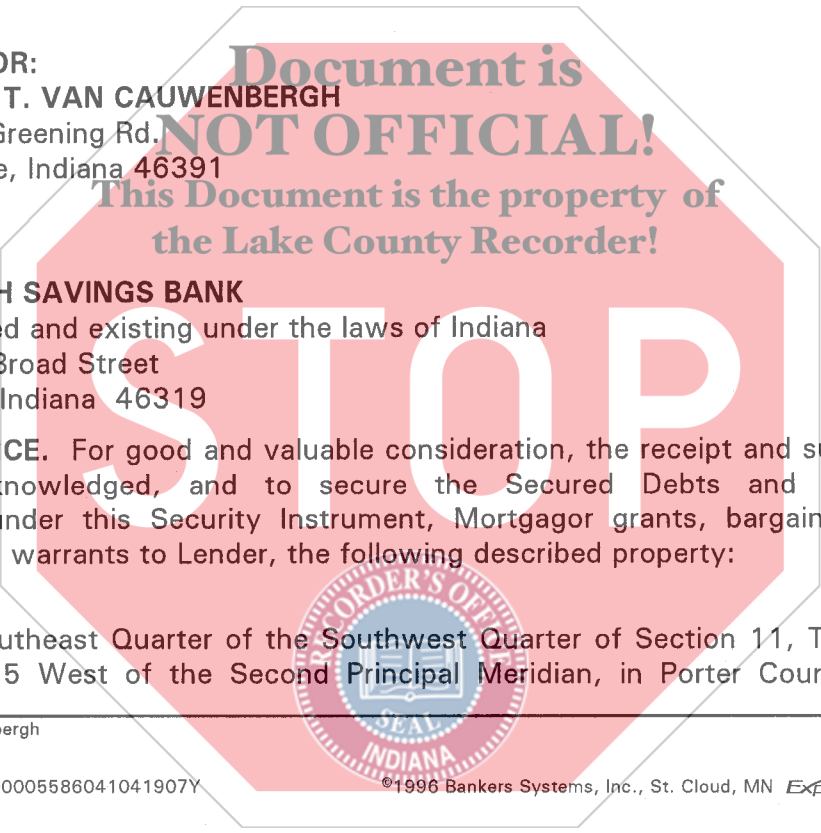 OR:
Document is
T. VAN CAUWENBERGH
Greening Rd.
NOT OFFICIAL!
e, Indiana 46391
This Document is the property of
the Lake County Recorder!
H SAVINGS BANK
ed and existing under the laws of Indiana
Broad Street
Indiana 46319
STOP
CE. For good and valuable consideration, the receipt and su
knowledged, and to secure the Secured Debts and
under this Security Instrument, Mortgagor grants, bargain
warrants to Lender, the following described property:
RECORDER'S OFFICE
utheast Quarter of the Southwest Quarter of Section 11, T
5 West of the Second Principal Meridian, in Porter Coun
SEAL
INDIANA
bergh
0005586041041907Y
©1996 Bankers Systems, Inc., St. Cloud, MN Exp